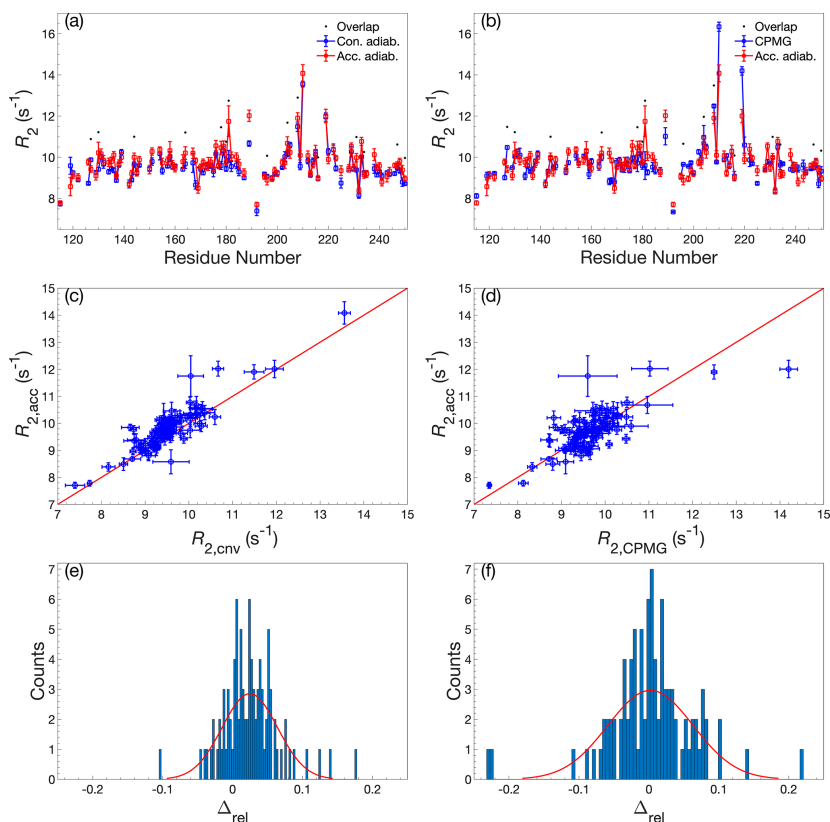 (a)
Overlap
Con. adiab.
Acc. adiab.
R2 (s-1)
16
14
12
10
8
120 140 160 180 200 220 240
Residue Number
(b)
Overlap
CPMG
Acc. adiab.
R2 (s-1)
16
14
12
10
8
120 140 160 180 200 220 240
Residue Number
(c)
R2,acc (s-1)
15
14
13
12
11
10
9
8
7
7 8 9 10 11 12 13 14 15
R2,cnv (s-1)
(d)
R2,acc (s-1)
15
14
13
12
11
10
9
8
7
7 8 9 10 11 12 13 14 15
R2,CPMG (s-1)
(e)
Counts
7
6
5
4
3
2
1
0
-0.2 -0.1 0 0.1 0.2
Δrel
(f)
Counts
7
6
5
4
3
2
1
0
-0.2 -0.1 0 0.1 0.2
Δrel